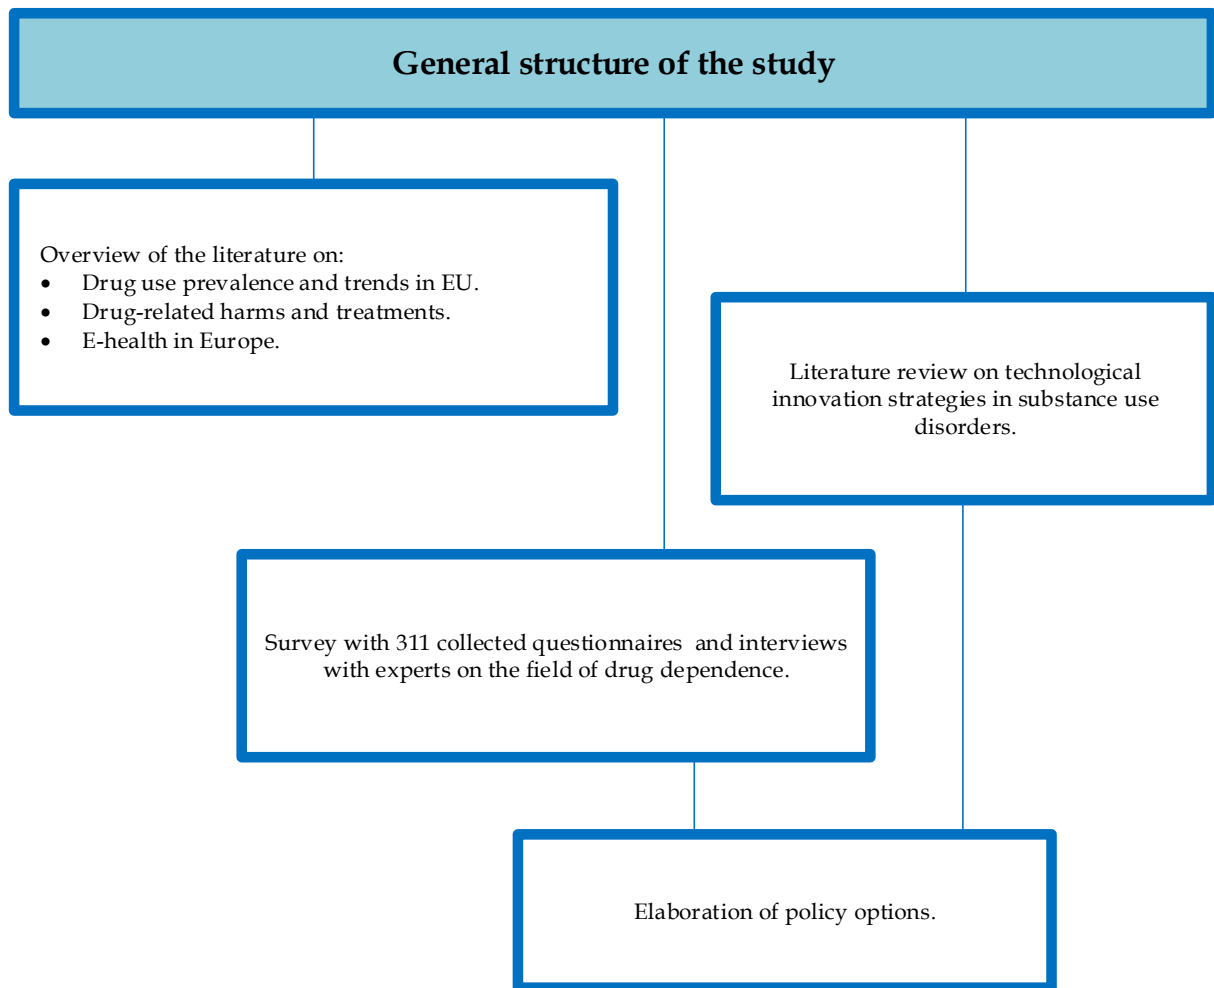 General structure of the study
Overview of the literature on:
• Drug use prevalence and trends in EU.
• Drug-related harms and treatments.
• E-health in Europe.
Literature review on technological
innovation strategies in substance use
disorders.
Survey with 311 collected questionnaires  and interviews
with experts on the field of drug dependence.
Elaboration of policy options.